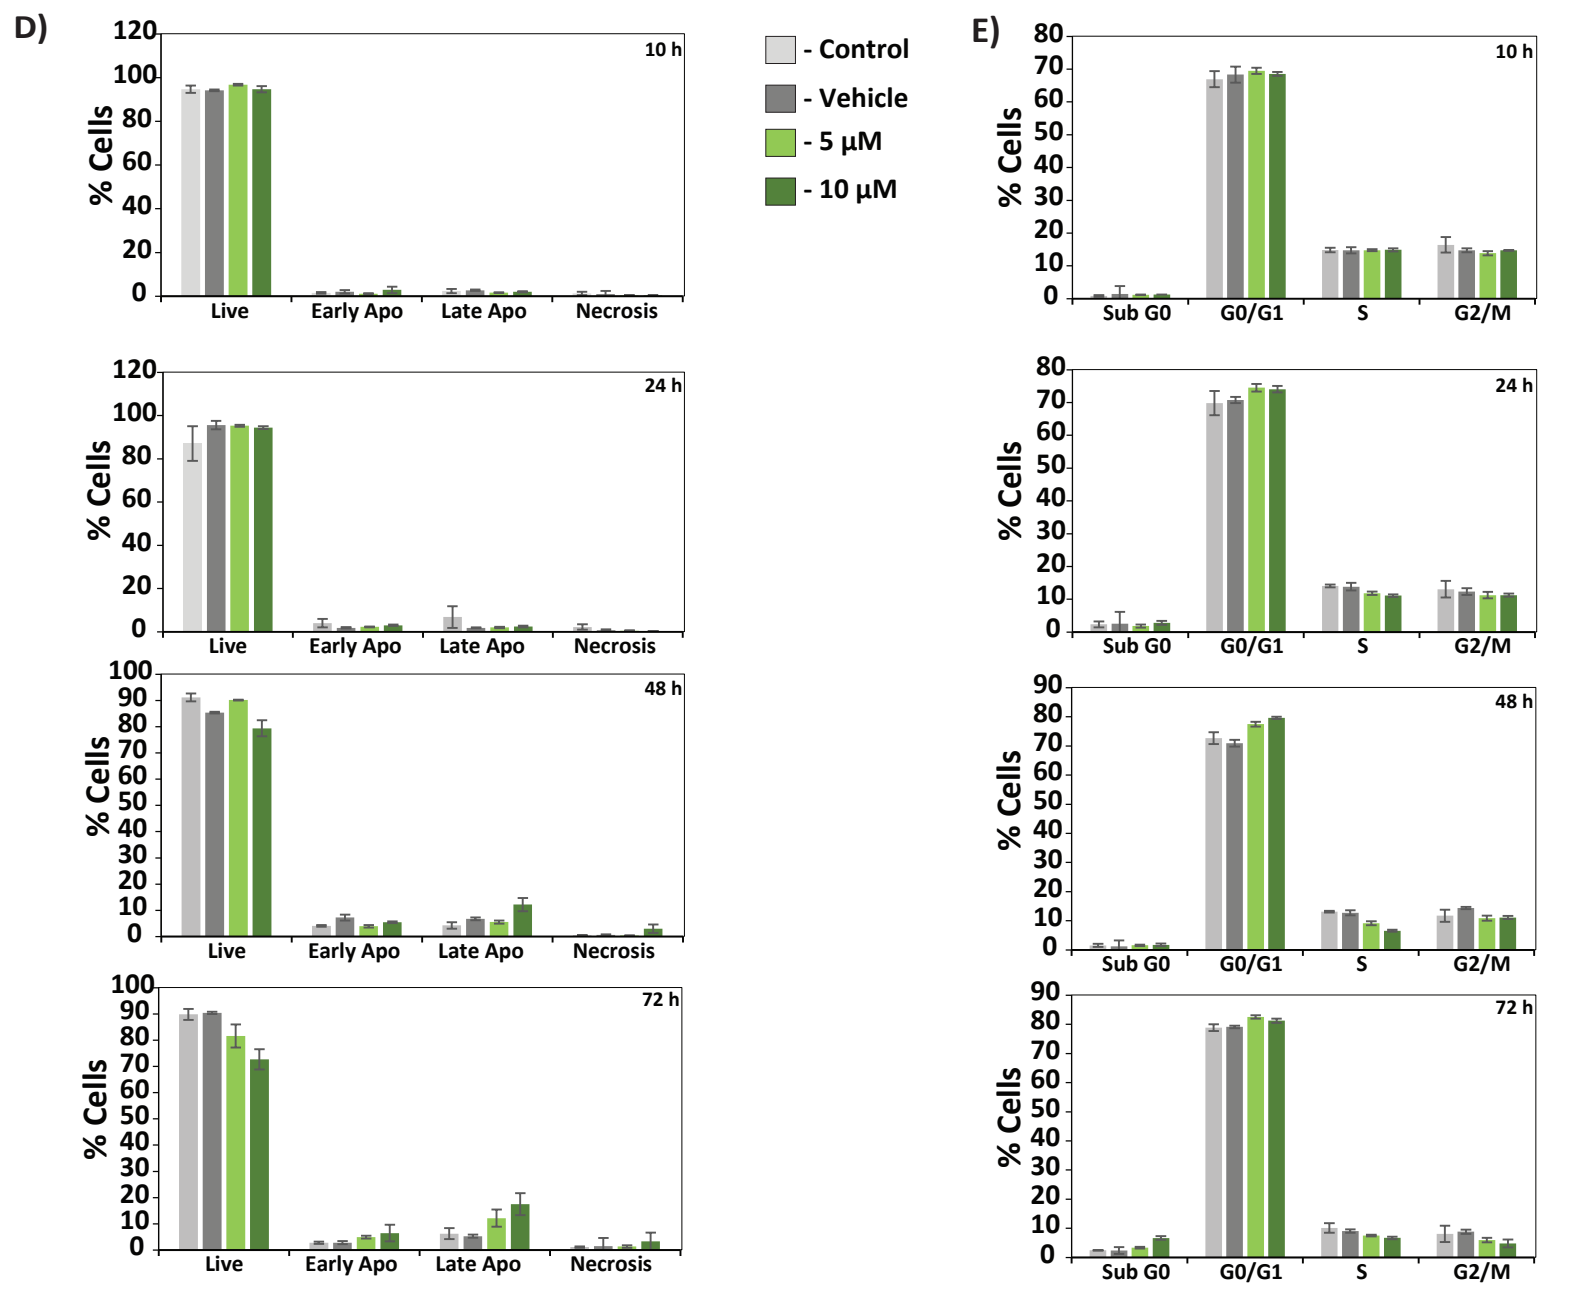 D)
120
100
80
60
40
20
0
% Cells
10 h
Live Early Apo Late Apo Necrosis
- Control
- Vehicle
- 5 µM
- 10 µM
E)
80
70
60
50
40
30
20
10
0
% Cells
10 h
Sub G0 G0/G1 S G2/M
120
100
80
60
40
20
0
% Cells
24 h
Live Early Apo Late Apo Necrosis
80
70
60
50
40
30
20
10
0
% Cells
24 h
Sub G0 G0/G1 S G2/M
100
90
80
70
60
50
40
30
20
10
0
% Cells
48 h
Live Early Apo Late Apo Necrosis
90
80
70
60
50
40
30
20
10
0
% Cells
48 h
Sub G0 G0/G1 S G2/M
100
90
80
70
60
50
40
30
20
10
0
% Cells
72 h
Live Early Apo Late Apo Necrosis
90
80
70
60
50
40
30
20
10
0
% Cells
72 h
Sub G0 G0/G1 S G2/M